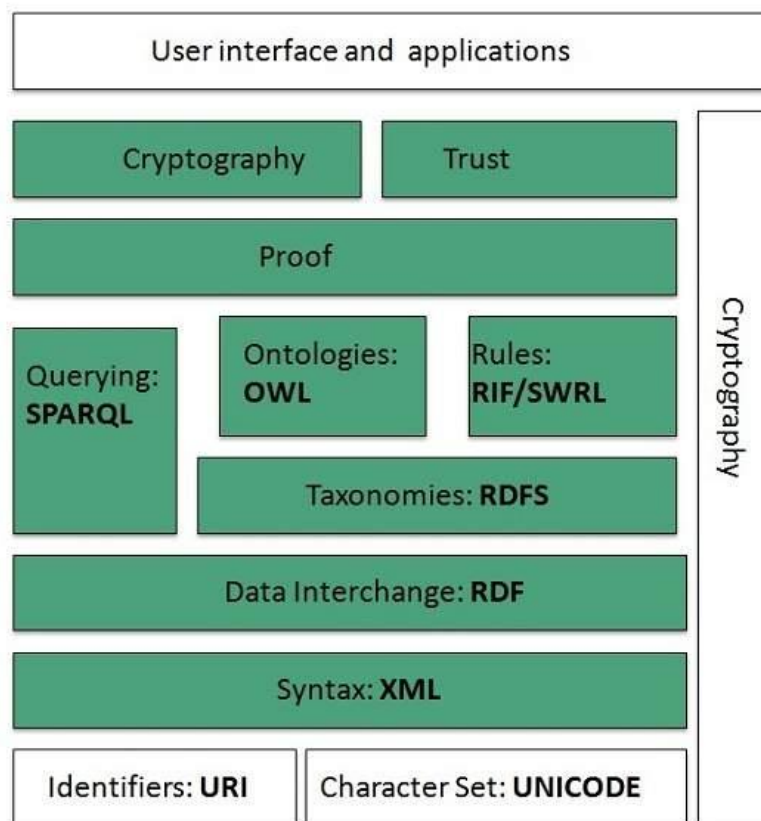 User interface and applications
Cryptography
Trust
Proof
Querying:
SPARQL
Ontologies:
OWL
Rules:
RIF/SWRL
Taxonomies: RDFS
Data Interchange: RDF
Syntax: XML
Identifiers: URI
Character Set: UNICODE
Cryptography